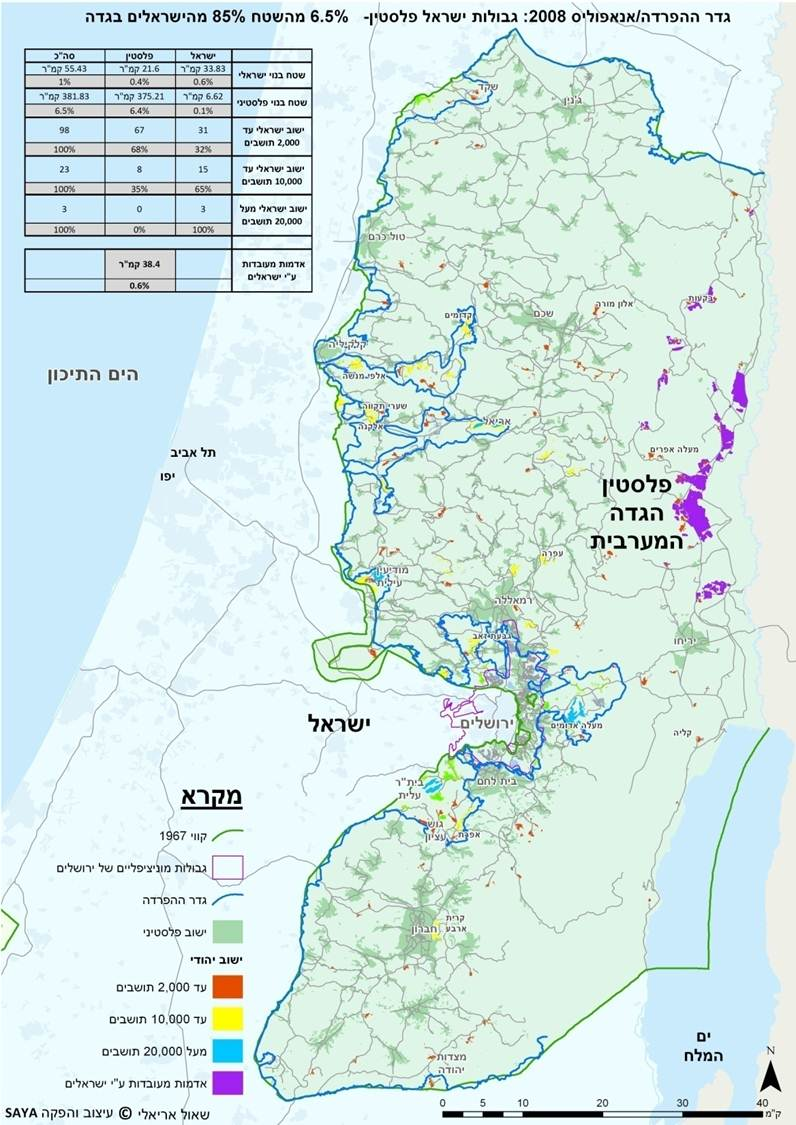 גדר ההפרדה/אנאפוליס 2008: גבולות ישראל פלסטין- 6.5% מהשטח 85% מהישראלים בגדה
ישראל פלסטין סה"כ
שטח בנוי ישראלי 33.83 קמ"ר 21.6 קמ"ר 55.43 קמ"ר
0.6% 0.4% 1%
שטח בנוי פלסטיני 6.62 קמ"ר 375.21 קמ"ר 381.83 קמ"ר
0.1% 6.4% 6.5%
ישוב ישראלי עד 2,000 תושבים
31 67 98
32% 68% 100%
ישוב ישראלי עד 10,000 תושבים
15 8 23
65% 35% 100%
ישוב ישראלי מעל 20,000 תושבים
3 0 3
100% 0% 100%
אדמות מעובדות ע"י ישראלים
38.4 קמ"ר
0.6%
שקד
ג'נין
טול כרם
בקעות
אלון מורה
קדומים
שכם
קלקיליה
הים התיכון
אלפי מנשה
שערי תקווה
אריאל
אלקנה
מעלה אפרים
תל אביב
יפו
פלסטין
הגדה
המערבית
עפרה
מודיעין
עילית
רמאללה
גבעת זאב
יריחו
ישראל
ירושלים
מעלה אדומים
קליה
בית לחם
בית"ר
עלית
גוש
עציון
אפרת
קרית
ארבע
חברון
מצדות
יהודה
ים
המלח
מקרא
קווי 1967
גבולות מוניציפליים של ירושלים
גדר ההפרדה
ישוב פלסטיני
ישוב יהודי
עד 2,000 תושבים
עד 10,000 תושבים
מעל 20,000 תושבים
אדמות מעובדות ע"י ישראלים
שאול אריאלי © עיצוב והפקה SAYA
N
0 5 10 20 30 40
ק"מ